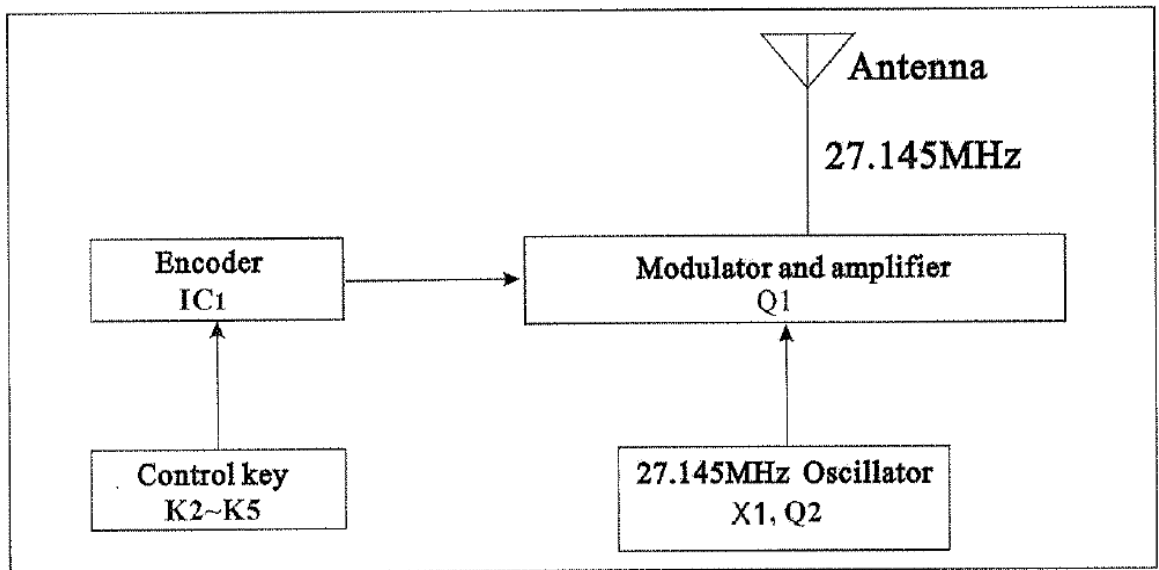 Antenna
27.145MHz
Encoder
IC1
Modulator and amplifier
Q1
Control key
K2~K5
27.145MHz Oscillator
X1, Q2